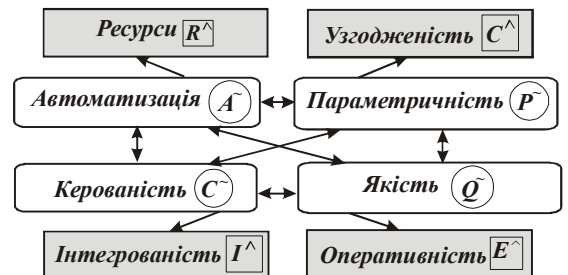 Ресурси R^ Узгодженість C^
Автоматизація A~ Параметричність P~
Керованість C~ Якість Q~
Інтегрованість I^ Оперативність E^